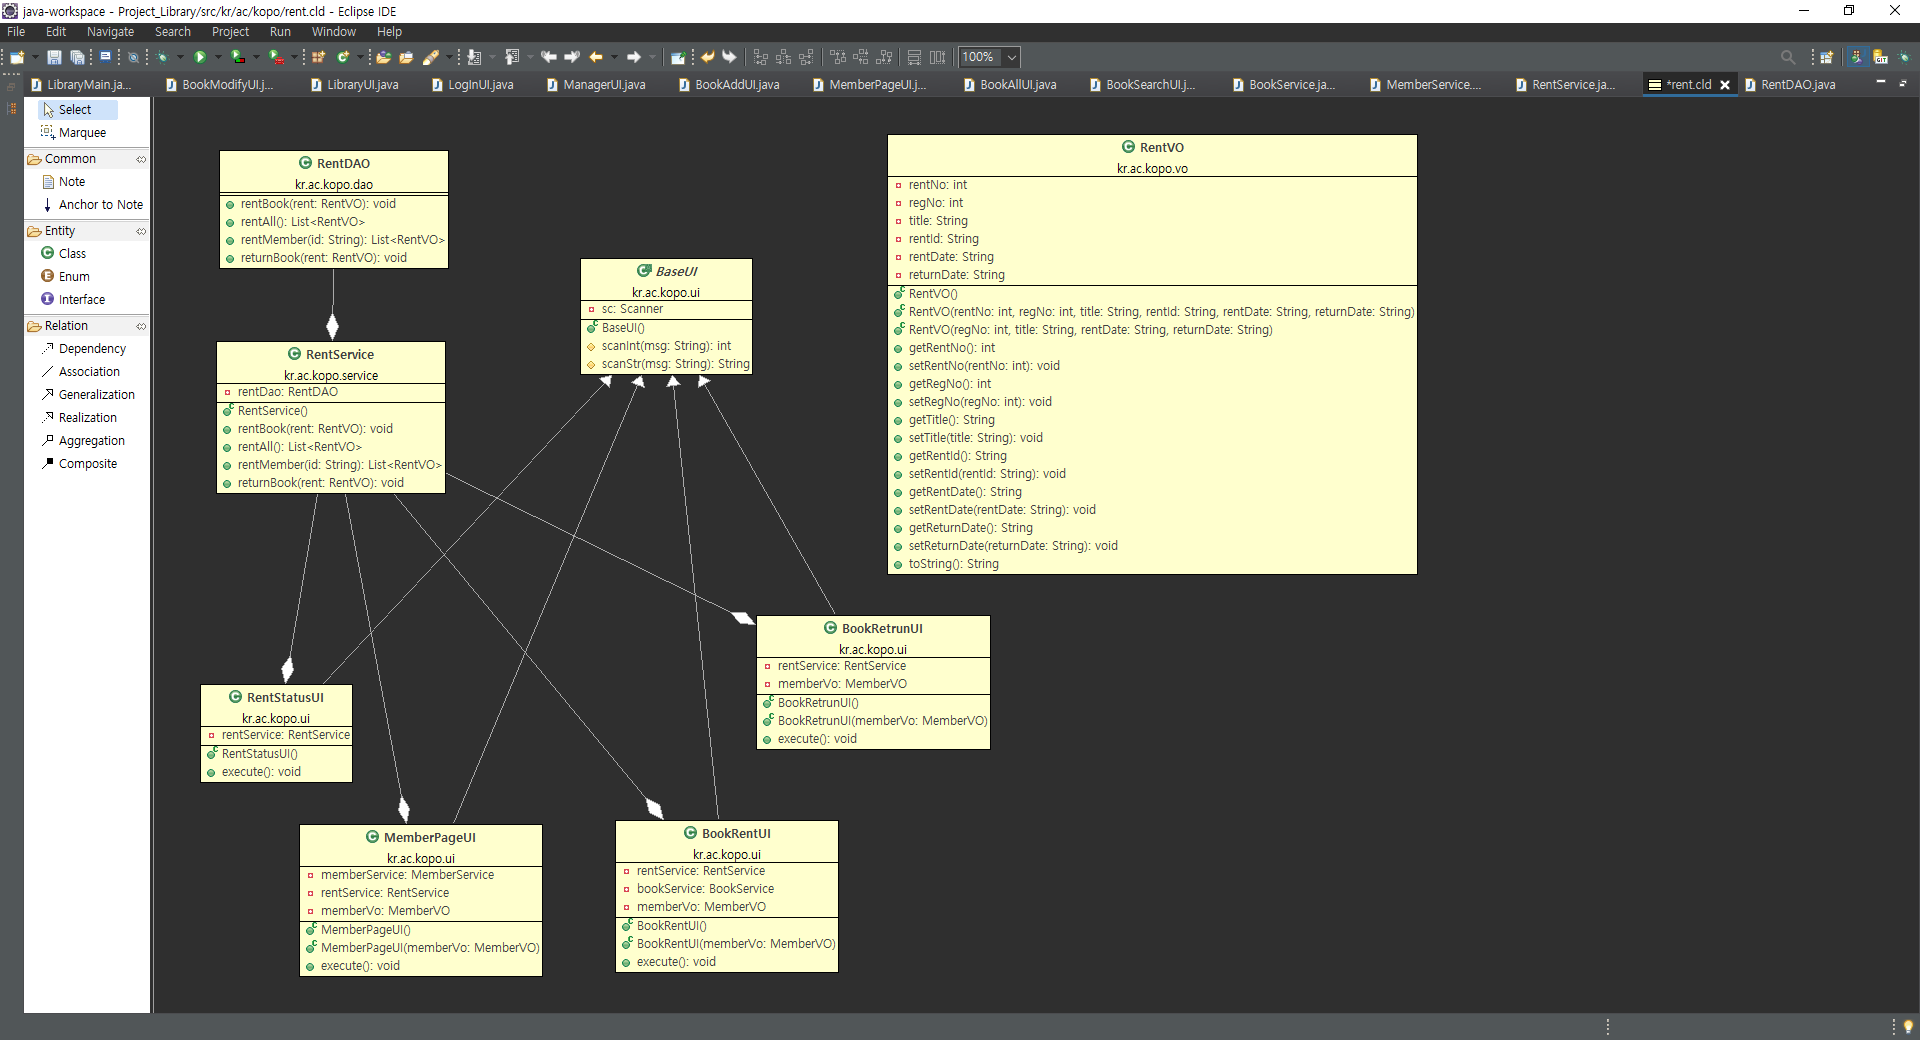 java-workspace - Project_Library/src/kr/ac/kopo/rent.cld - Eclipse IDE
File Edit Navigate Search Project Run Window Help
100%
LibraryMain.ja... BookModifyUI.j... LibraryUI.java LogInUI.java ManagerUI.java BookAddUI.java MemberPageUI.j... BookAllUI.java BookSearchUI.j... BookService.ja... MemberService.... RentService.ja... *rent.cld RentDAO.java
Select
Marquee
Common
Note
Anchor to Note
Entity
Class
Enum
Interface
Relation
Dependency
Association
Generalization
Realization
Aggregation
Composite
RentDAO
kr.ac.kopo.dao
rentBook(rent: RentVO): void
rentAll(): List<RentVO>
rentMember(id: String): List<RentVO>
returnBook(rent: RentVO): void
RentService
kr.ac.kopo.service
rentDao: RentDAO
RentService()
rentBook(rent: RentVO): void
rentAll(): List<RentVO>
rentMember(id: String): List<RentVO>
returnBook(rent: RentVO): void
BaseUI
kr.ac.kopo.ui
sc: Scanner
BaseUI()
scanInt(msg: String): int
scanStr(msg: String): String
RentVO
kr.ac.kopo.vo
rentNo: int
regNo: int
title: String
rentId: String
rentDate: String
returnDate: String
RentVO()
RentVO(rentNo: int, regNo: int, title: String, rentId: String, rentDate: String, returnDate: String)
RentVO(regNo: int, title: String, rentDate: String, returnDate: String)
getRentNo(): int
setRentNo(rentNo: int): void
getRegNo(): int
setRegNo(regNo: int): void
getTitle(): String
setTitle(title: String): void
getRentId(): String
setRentId(rentId: String): void
getRentDate(): String
setRentDate(rentDate: String): void
getReturnDate(): String
setReturnDate(returnDate: String): void
toString(): String
BookRetrunUI
kr.ac.kopo.ui
rentService: RentService
memberVo: MemberVO
BookRetrunUI()
BookRetrunUI(memberVo: MemberVO)
execute(): void
RentStatusUI
kr.ac.kopo.ui
rentService: RentService
RentStatusUI()
execute(): void
MemberPageUI
kr.ac.kopo.ui
memberService: MemberService
rentService: RentService
memberVo: MemberVO
MemberPageUI()
MemberPageUI(memberVo: MemberVO)
execute(): void
BookRentUI
kr.ac.kopo.ui
rentService: RentService
bookService: BookService
memberVo: MemberVO
BookRentUI()
BookRentUI(memberVo: MemberVO)
execute(): void